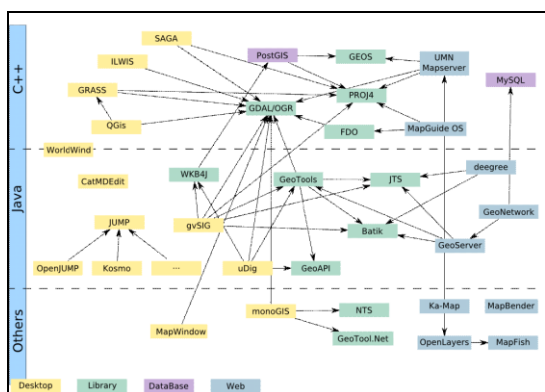 C++
SAGA
ILWIS
GRASS
QGis
PostGIS
GEOS
UMN
Mapserver
PROJ4
GDAL/OGR
FDO
MapGuide OS
MySQL
WorldWind
Java
CatMDEdit
WKB4J
GeoTools
JTS
deegree
JUMP
gvSIG
Batik
GeoNetwork
GeoServer
OpenJUMP
Kosmo
...
uDig
GeoAPI
Others
MapWindow
monoGIS
NTS
GeoTool.Net
Ka-Map
MapBender
OpenLayers
MapFish
Desktop
Library
DataBase
Web